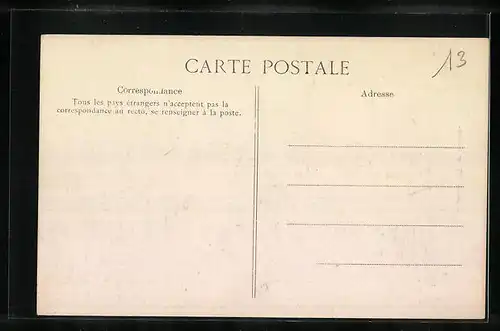 CARTE POSTALE
13
Correspondance
Tous les pays étrangers n'acceptent pas la
correspondance au recto, se renseigner à la poste.
Adresse